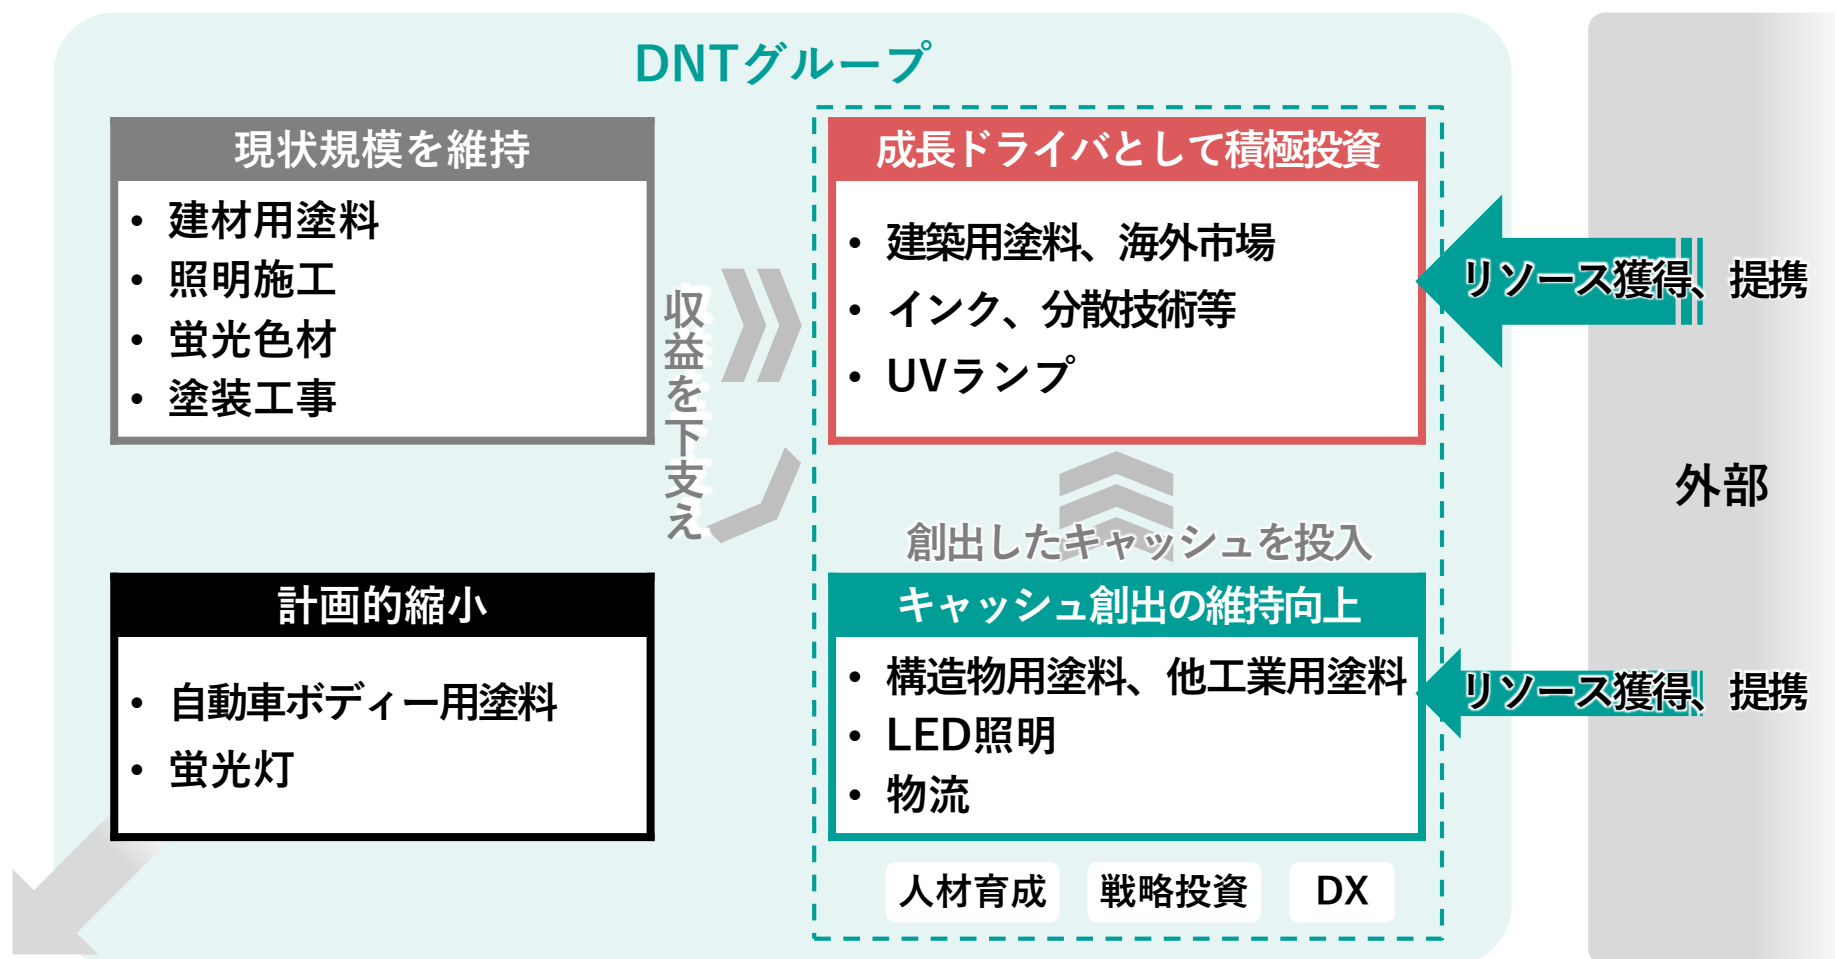 DNTグループ
現状規模を維持
• 建材用塗料
• 照明施工
• 蛍光色材
• 塗装工事
収益を下支え
成長ドライバとして積極投資
• 建築用塗料、海外市場
• インク、分散技術等
• UVランプ
リソース獲得、提携
外部
創出したキャッシュを投入
計画的縮小
• 自動車ボディー用塗料
• 蛍光灯
キャッシュ創出の維持向上
• 構造物用塗料、他工業用塗料
• LED照明
• 物流
リソース獲得、提携
人材育成
戦略投資
DX